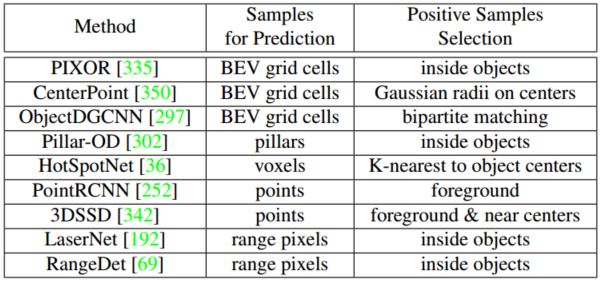 Method Samples for Prediction Positive Samples Selection
PIXOR [335] BEV grid cells inside objects
CenterPoint [350] BEV grid cells Gaussian radii on centers
ObjectDGCNN [297] BEV grid cells bipartite matching
Pillar-OD [302] pillars inside objects
HotSpotNet [36] voxels K-nearest to object centers
PointRCNN [252] points foreground
3DSSD [342] points foreground & near centers
LaserNet [192] range pixels inside objects
RangeDet [69] range pixels inside objects